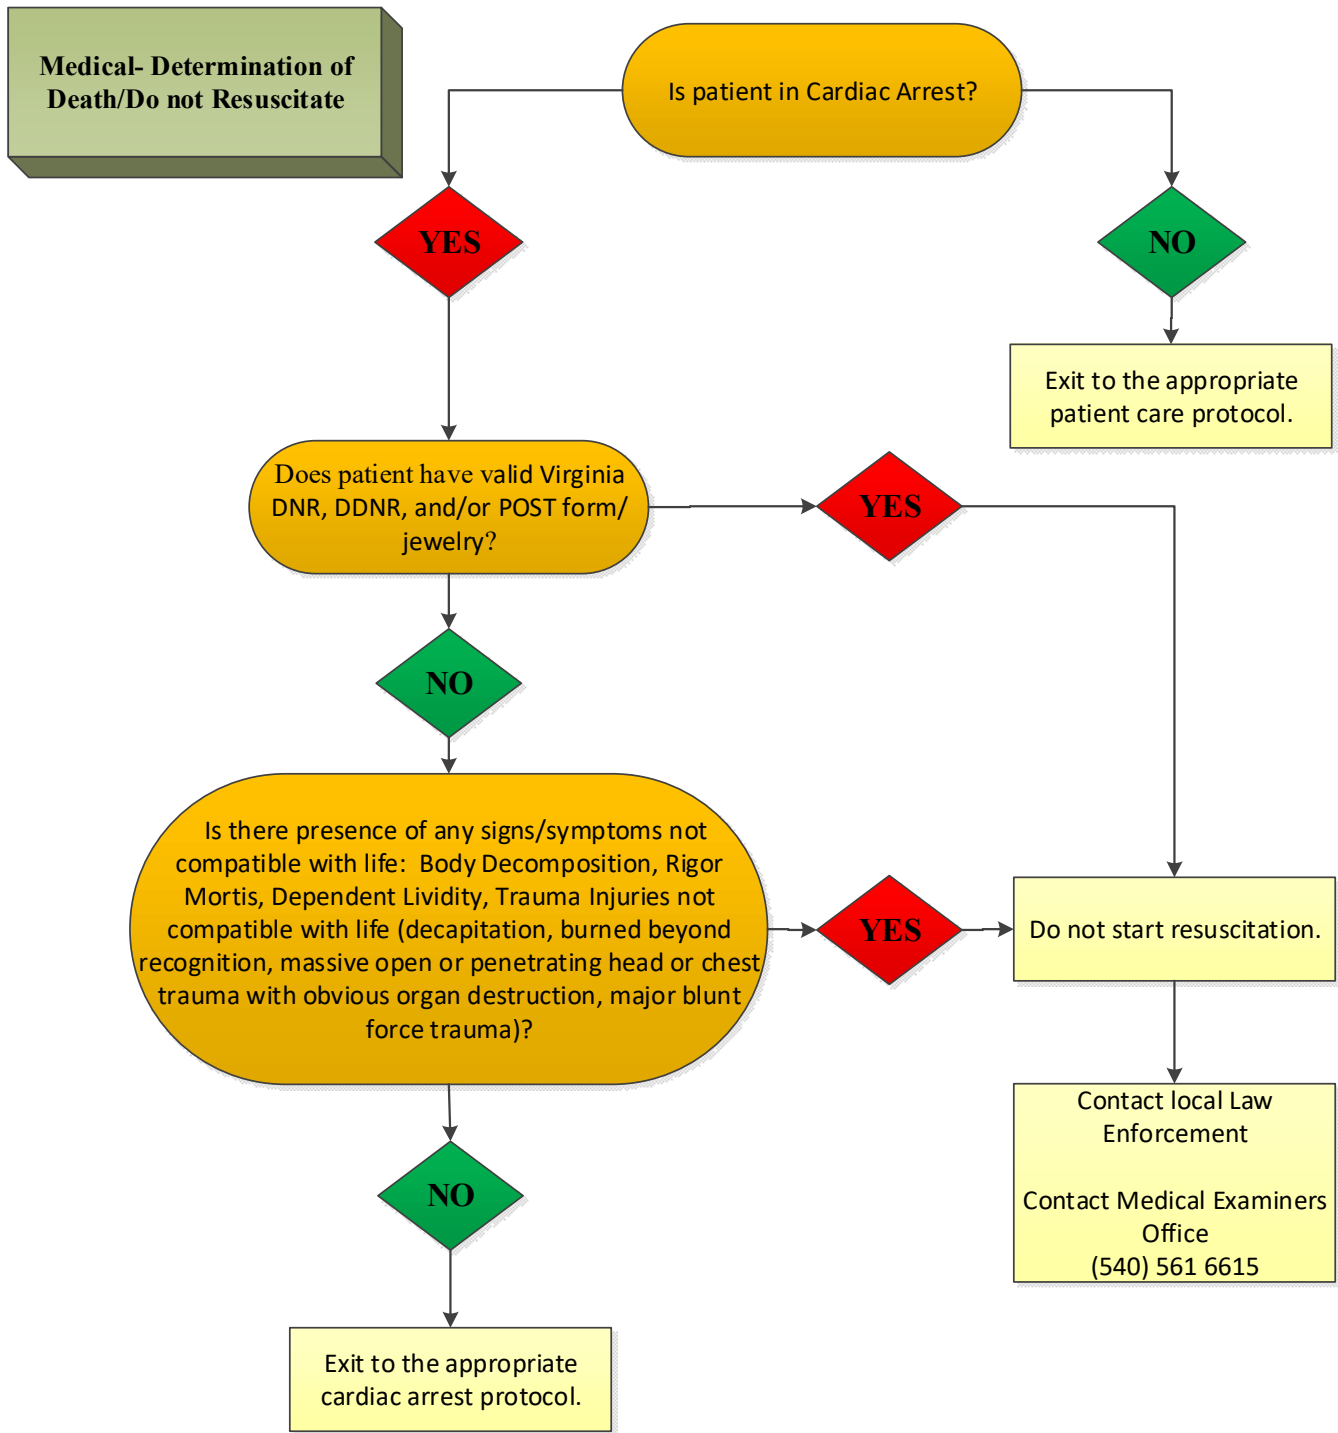 Medical- Determination of
Death/Do not Resuscitate
Is patient in Cardiac Arrest?
YES
NO
Exit to the appropriate
patient care protocol.
Does patient have valid Virginia
DNR, DDNR, and/or POST form/
jewelry?
YES
NO
Is there presence of any signs/symptoms not
compatible with life:  Body Decomposition, Rigor
Mortis, Dependent Lividity, Trauma Injuries not
compatible with life (decapitation, burned beyond
recognition, massive open or penetrating head or chest
trauma with obvious organ destruction, major blunt
force trauma)?
YES
Do not start resuscitation.
Contact local Law
Enforcement
Contact Medical Examiners
Office
(540) 561 6615
NO
Exit to the appropriate
cardiac arrest protocol.